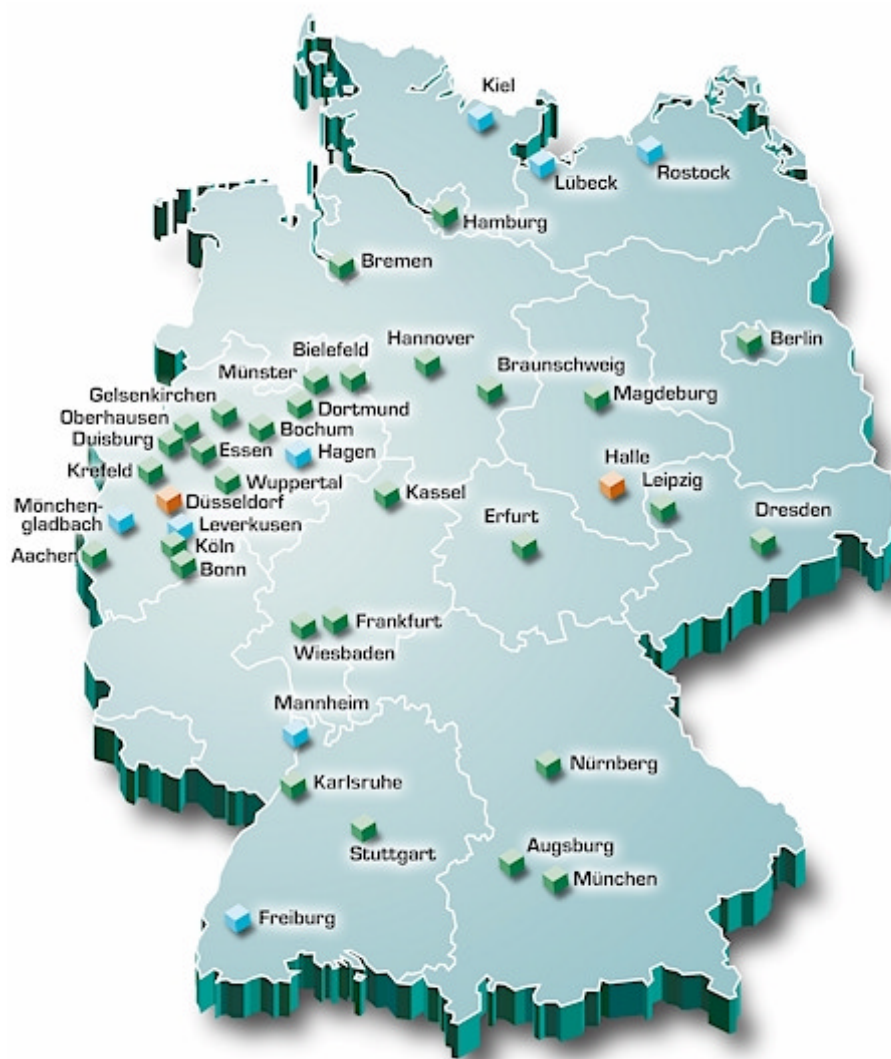 Kiel
Lübeck
Rostock
Hamburg
Bremen
Berlin
Hannover
Bielefeld
Braunschweig
Münster
Magdeburg
Gelsenkirchen
Dortmund
Oberhausen
Bochum
Duisburg
Essen
Hagen
Halle
Krefeld
Wuppertal
Leipzig
Kassel
Düsseldorf
Mönchen-
gladbach
Leverkusen
Erfurt
Dresden
Köln
Aachen
Bonn
Frankfurt
Wiesbaden
Mannheim
Nürnberg
Karlsruhe
Stuttgart
Augsburg
München
Freiburg